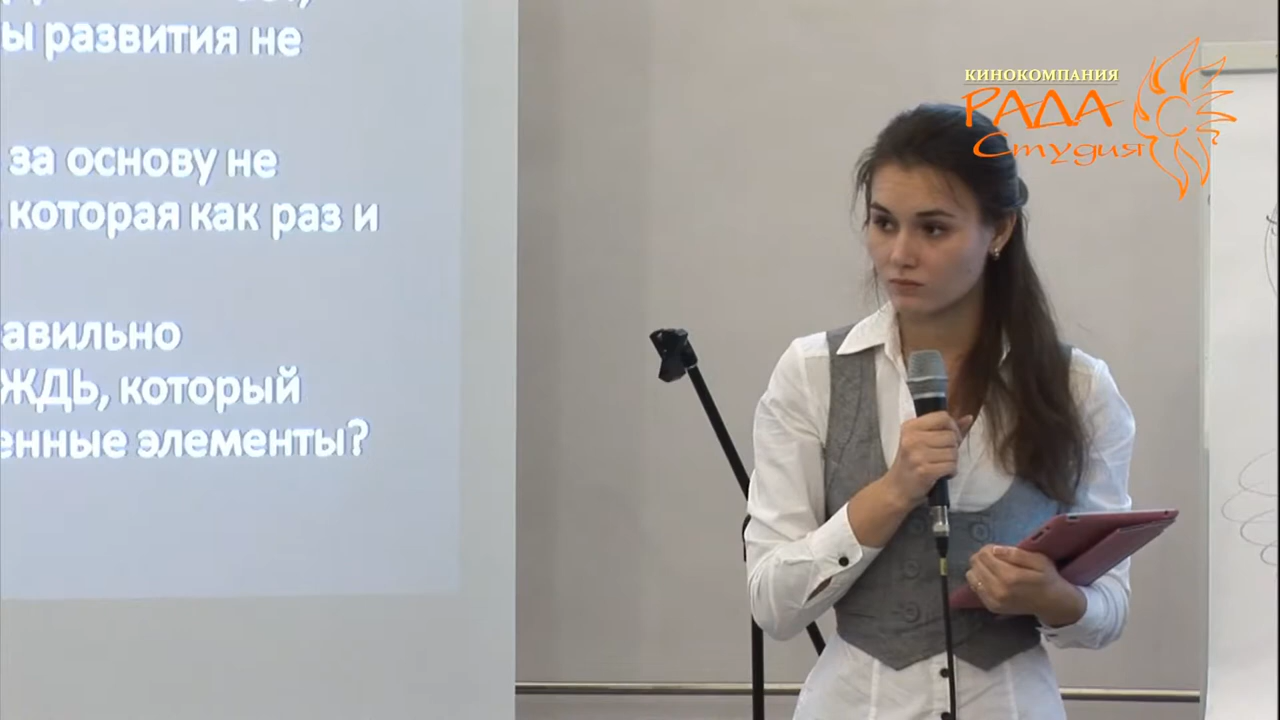 ы развития не
за основу не
которая как раз и
авильно
ЖДЬ, который
енные элементы?
КИНОКОМПАНИЯ
РАДА
Студия